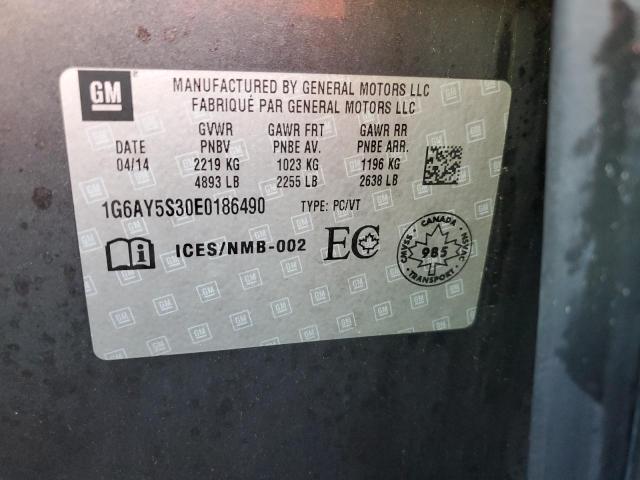 GM
MANUFACTURED BY GENERAL MOTORS LLC
FABRIQUÉ PAR GENERAL MOTORS LLC
GVWR GAWR FRT GAWR RR
DATE PNBV PNBE AV. PNBE ARR.
04/14 2219 KG 1023 KG 1196 KG
4893 LB 2255 LB 2638 LB
1G6AY5S30E0186490 TYPE: PC/VT
i ICES/NMB-002 EC
CANADA
CMVSS 985 NSVAC
TRANSPORT